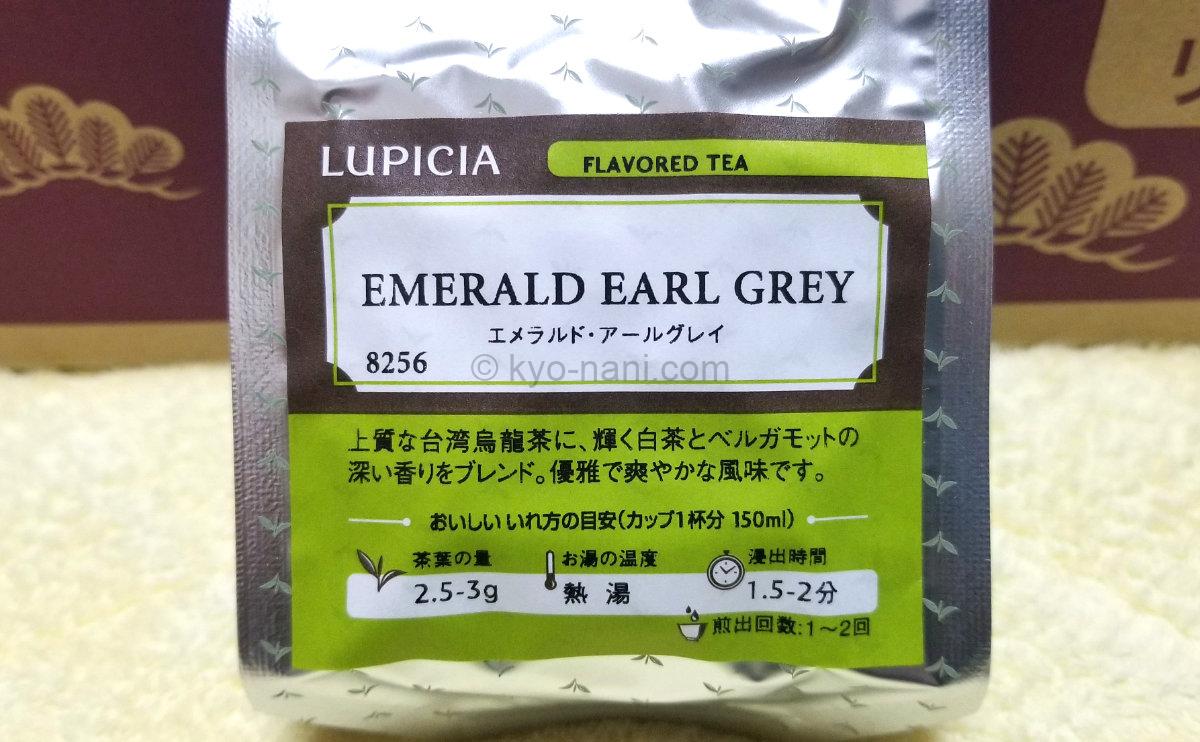 LUPICIA
FLAVORED TEA
EMERALD EARL GREY
エメラルド・アールグレイ
8256
© kyo-nani.com
上質な台湾烏龍茶に、輝く白茶とベルガモットの
深い香りをブレンド。優雅で爽やかな風味です。
おいしいいれ方の目安(カップ1杯分 150ml)
茶葉の量 お湯の温度 浸出時間
2.5-3g 熱湯 1.5-2分
煎出回数:1～2回